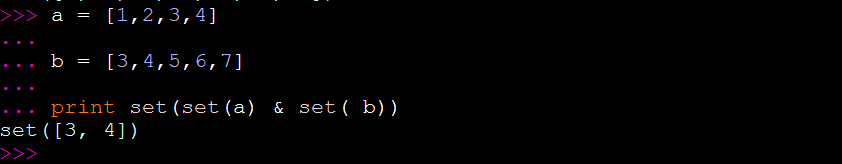 >>> a = [1,2,3,4]
...
... b = [3,4,5,6,7]
...
... print set(set(a) & set( b))
set([3, 4])
>>>